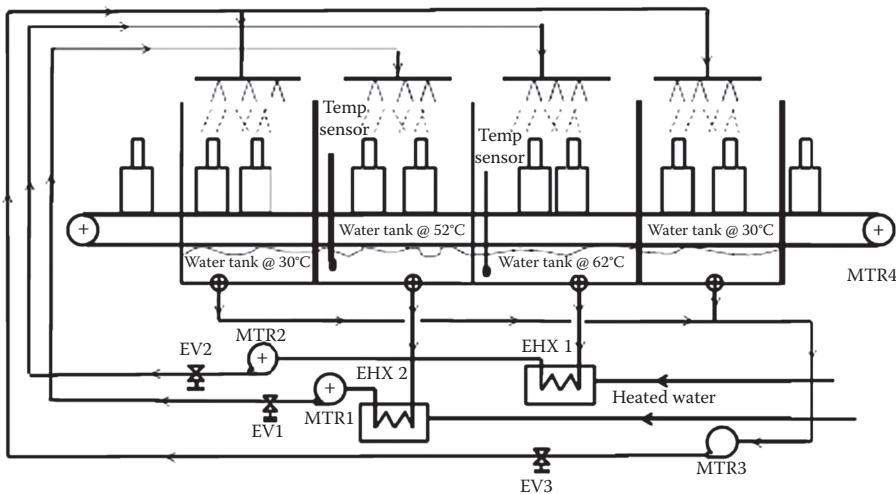 Temp
sensor
Temp
sensor
Water tank @ 52°C
Water tank @ 30°C
Water tank @ 30°C
Water tank @ 62°C
MTR4
MTR2
EHX 1
EV2
EHX 2
Heated water
MTR1
EV1
MTR3
EV3